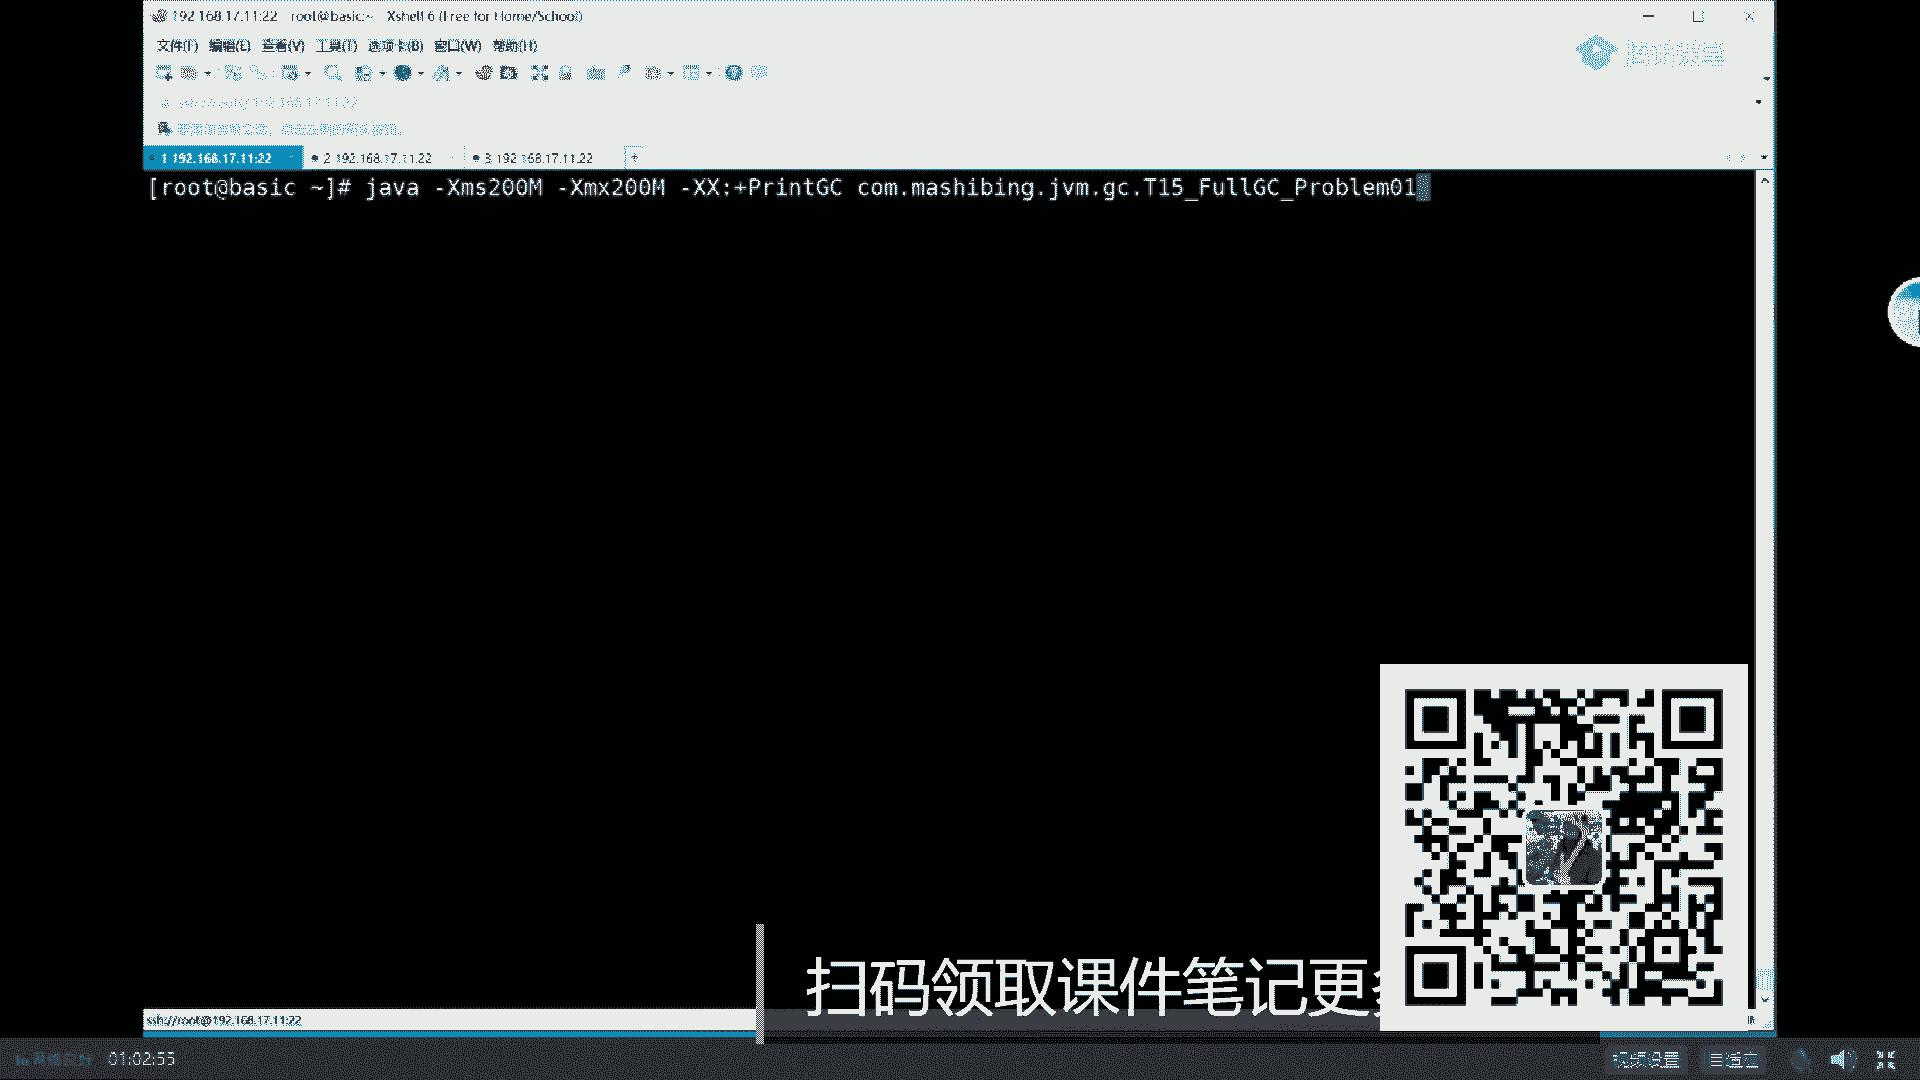 192.168.17.11:22 root@basic:~ Xshell 6 (Free for Home/School)
文件(F) 编辑(E) 查看(V) 工具(T) 选项卡(B) 窗口(W) 帮助(H)
1 192.168.17.11:22
2 192.168.17.11:22
3 192.168.17.11:22
[root@basic ~]# java -Xms200M -Xmx200M -XX:+PrintGC com.mashibing.jvm.gc.T15_FullGC_Problem01
扫码领取课件笔记更多
ssh://root@192.168.17.11:22
01:02:55
视频设置 自适应